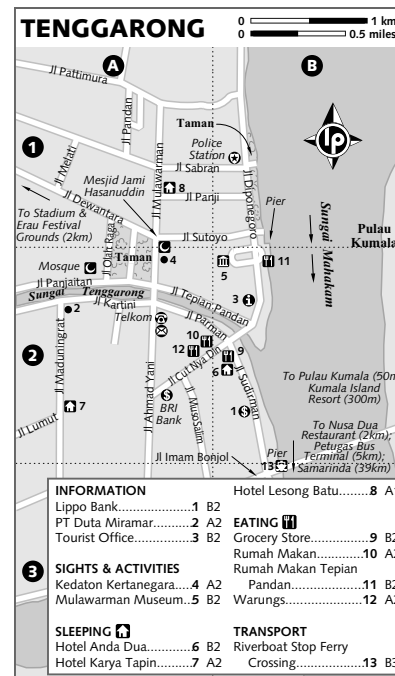 TENGGARONG
0 1 km
0 0.5 miles
A
B
Jl Pattimura
Jl Pandan
Taman
Police
Station
1
Jl Melati
Jl Mulawarman
Jl Sabran
Mesjid Jami
Hasanuddin
8
Jl Panji
Jl Diponegoro
Jl Dewantara
Pier
To Stadium &
Erau Festival
Grounds (2km)
Jl Olah Raga
Taman
Jl Sutoyo
Sungai Mahakam
Pulau
Kumala
Mosque
4
5
11
Jl Panjaitan
Sungai Tenggarong
Jl Tepian Pandan
3
Jl Kartini
2
Telkom
Jl Parman
10
2
Jl Maduningrat
12
9
Jl Cut Nya Din
6
To Pulau Kumala (50m
Kumala Island
Resort (300m)
Jl Ahmad Yani
Jl Sudirman
7
BRI
Bank
Jl MusoSalim
1
To Nusa Dua
Restaurant (2km);
Petugas Bus
Terminal (5km);
Samarinda (39km)
Jl Lumut
Jl Imam Bonjol
Pier
13
3
INFORMATION
Lippo Bank 1 B2
PT Duta Miramar 2 A2
Tourist Office 3 B2
SIGHTS & ACTIVITIES
Kedaton Kertanegara 4 A2
Mulawarman Museum 5 B2
SLEEPING
Hotel Anda Dua 6 B2
Hotel Karya Tapin 7 A2
Hotel Lesong Batu 8 A
EATING
Grocery Store 9 B2
Rumah Makan 10 A2
Rumah Makan Tepian
Pandan 11 B2
Warungs 12 A2
TRANSPORT
Riverboat Stop Ferry
Crossing 13 B3